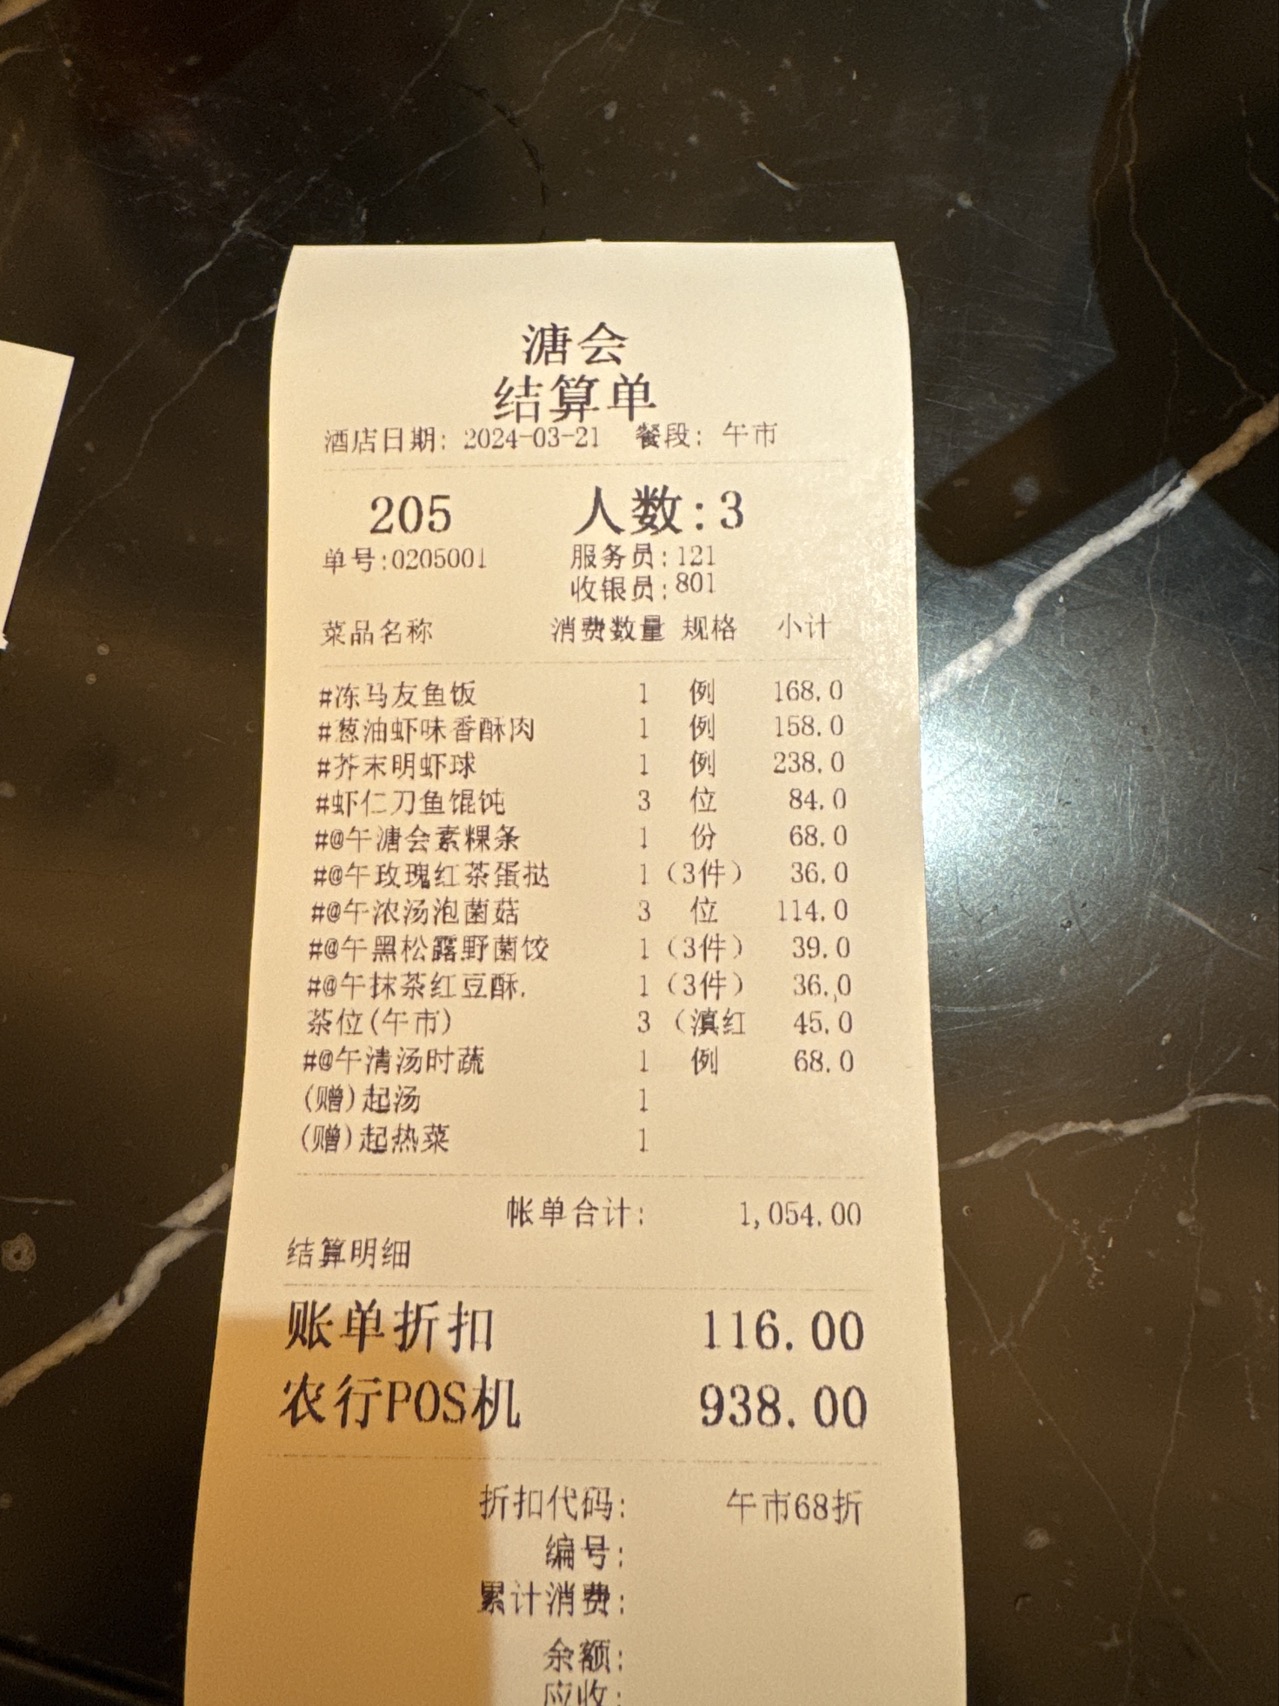 溏会
结算单
酒店日期: 2024-03-21 餐段: 午市
205 人数:3
单号:0205001 服务员:121
收银员:801
菜品名称 消费数量 规格 小计
#冻马友鱼饭 1 例 168.0
#葱油虾味香酥肉 1 例 158.0
#芥末明虾球 1 例 238.0
#虾仁刀鱼馄饨 3 位 84.0
#@午溏会素粿条 1 份 68.0
#@午玫瑰红茶蛋挞 1 (3件) 36.0
#@午浓汤泡菌菇 3 位 114.0
#@午黑松露野菌饺 1 (3件) 39.0
#@午抹茶红豆酥. 1 (3件) 36.0
茶位(午市) 3 (滇红 45.0
#@午清汤时蔬 1 例 68.0
(赠)起汤 1
(赠)起热菜 1
帐单合计: 1,054.00
结算明细
账单折扣 116.00
农行POS机 938.00
折扣代码: 午市68折
编号:
累计消费:
余额:
应收: